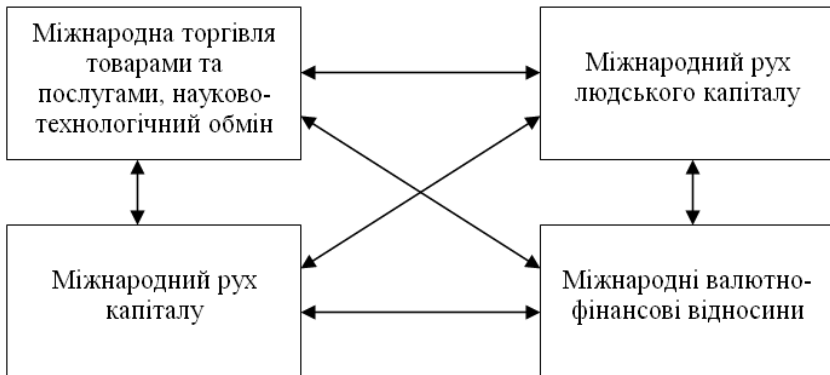 Міжнародна торгівля
товарами та
послугами, науково-
технологічний обмін
Міжнародний рух
людського капіталу
Міжнародний рух
капіталу
Міжнародні валютно-
фінансові відносини